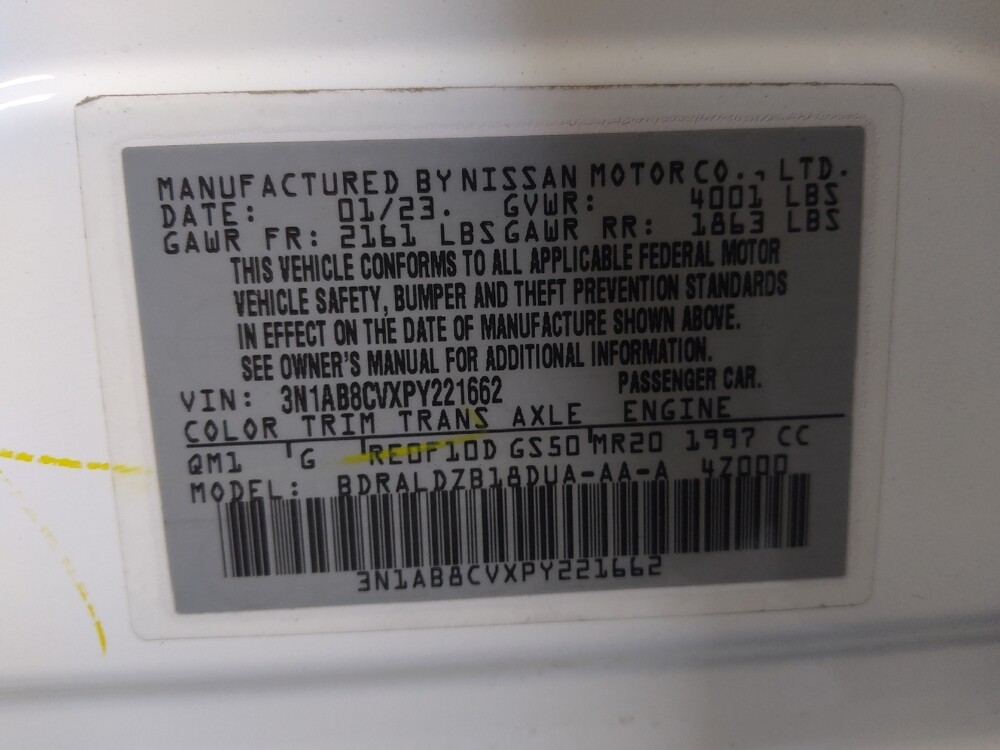 MANUFACTURED BY NISSAN MOTOR CO., LTD.
DATE: 01/23. GVWR: 4001 LBS
GAWR FR: 2161 LBS GAWR RR: 1863 LBS
THIS VEHICLE CONFORMS TO ALL APPLICABLE FEDERAL MOTOR
VEHICLE SAFETY, BUMPER AND THEFT PREVENTION STANDARDS
IN EFFECT ON THE DATE OF MANUFACTURE SHOWN ABOVE.
SEE OWNER'S MANUAL FOR ADDITIONAL INFORMATION.
VIN: 3N1AB8CVXPY221662 PASSENGER CAR.
COLOR TRIM TRANS AXLE ENGINE
QM1 G RE0F10D GS50 MR20 1997 CC
MODEL: BDRALDZB18DUA-AA-A 4Z000
3N1AB8CVXPY221662